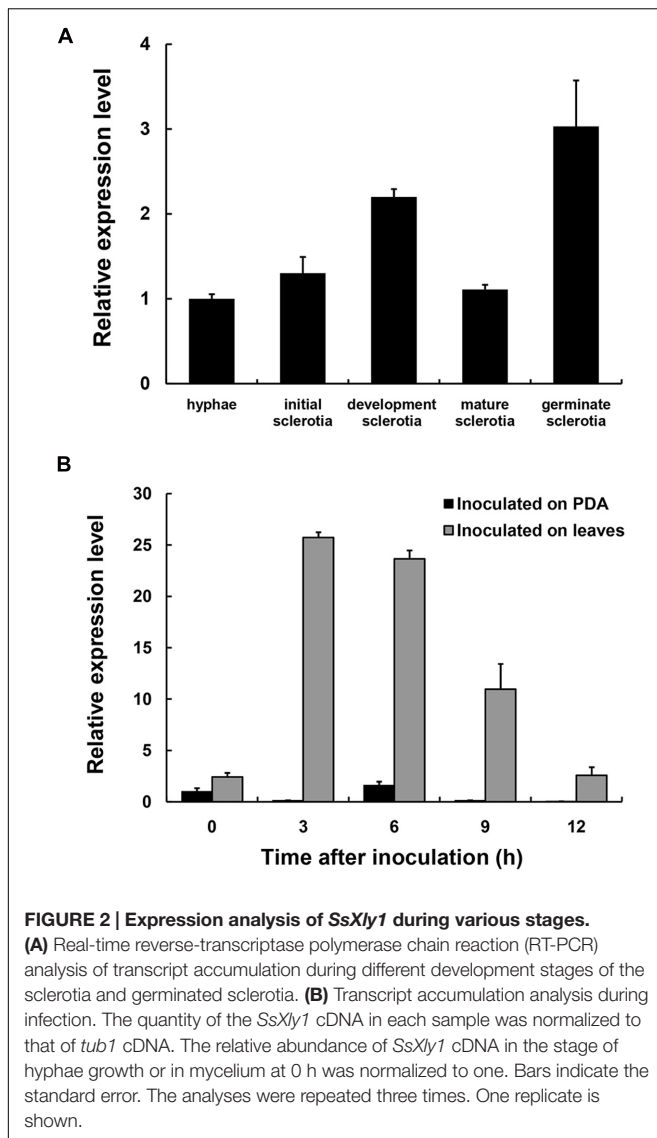 A
Relative expression level
4
3
2
1
0
hyphae
initial sclerotia
development sclerotia
mature sclerotia
germinate sclerotia
B
Relative expression level
30
25
20
15
10
5
0
Inoculated on PDA
Inoculated on leaves
0 3 6 9 12
Time after inoculation (h)
FIGURE 2 | Expression analysis of SsXly1 during various stages.
(A) Real-time reverse-transcriptase polymerase chain reaction (RT-PCR)
analysis of transcript accumulation during different development stages of the
sclerotia and germinated sclerotia. (B) Transcript accumulation analysis during
infection. The quantity of the SsXly1 cDNA in each sample was normalized to
that of tub1 cDNA. The relative abundance of SsXly1 cDNA in the stage of
hyphae growth or in mycelium at 0 h was normalized to one. Bars indicate the
standard error. The analyses were repeated three times. One replicate is
shown.